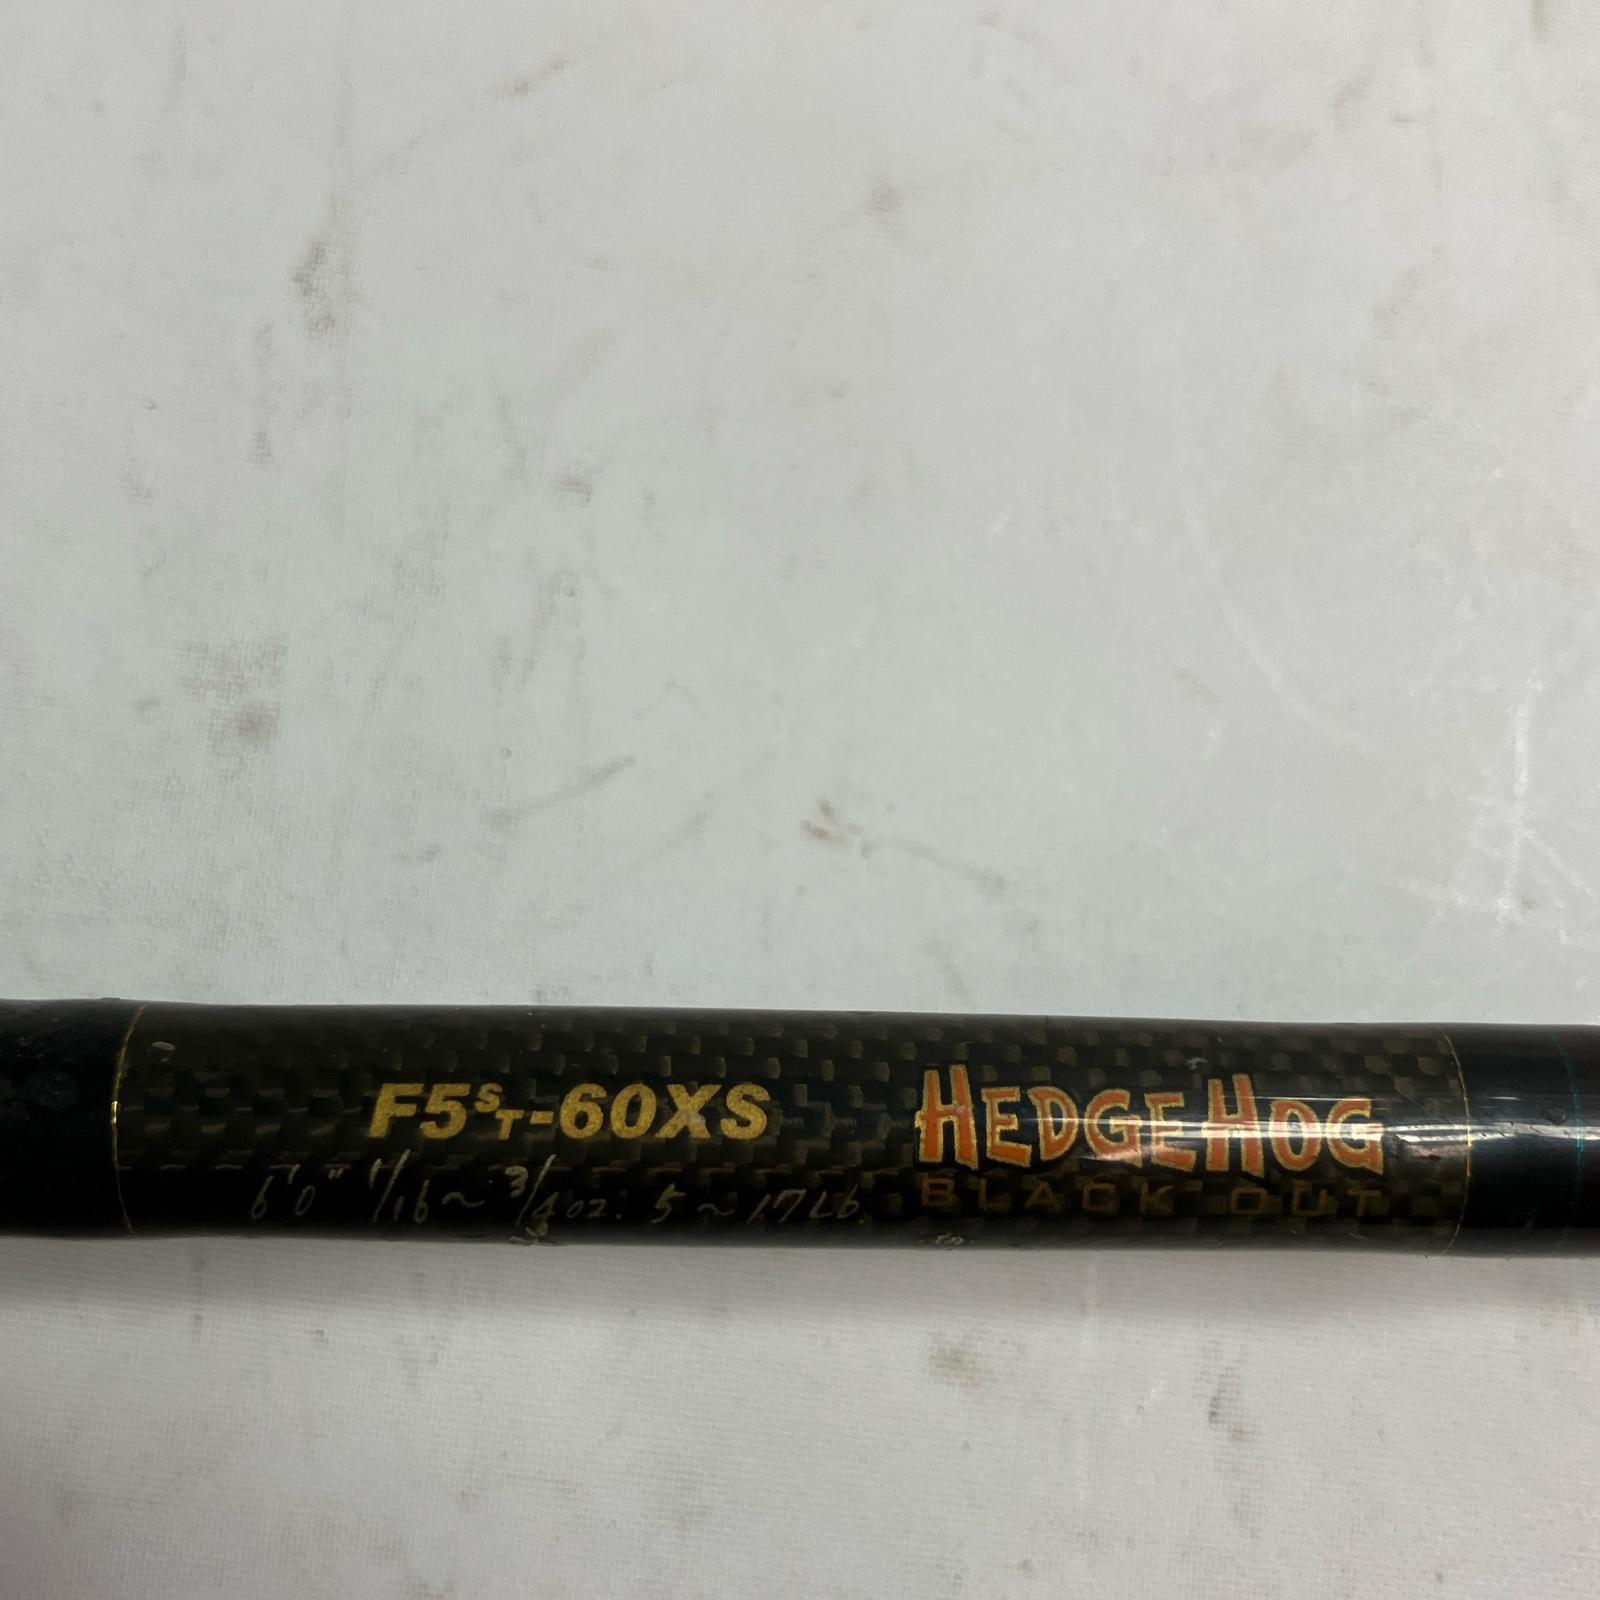 F5ST-60XS
HEDGEHOG
BLACK OUT
6'0" 1/16~3/4oz. 5~17Lb.